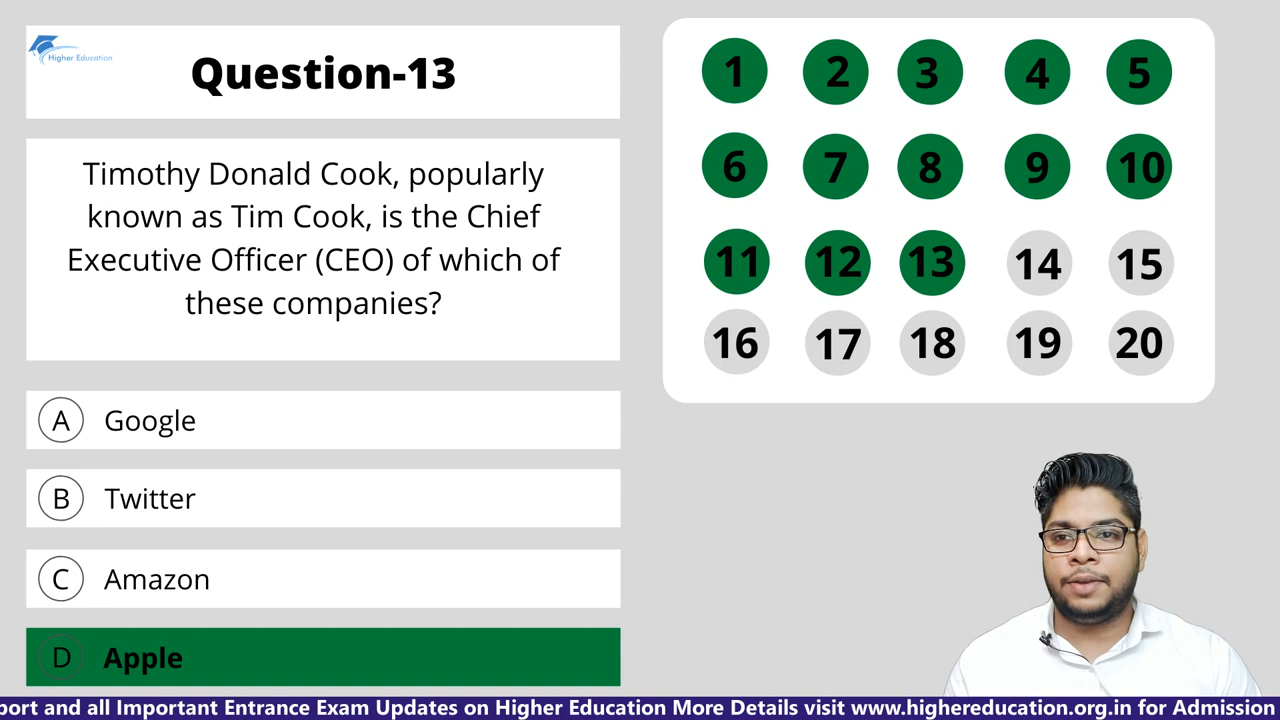 Higher Education
Question-13
Timothy Donald Cook, popularly
known as Tim Cook, is the Chief
Executive Officer (CEO) of which of
these companies?
A Google
B Twitter
C Amazon
D Apple
1 2 3 4 5
6 7 8 9 10
11 12 13 14 15
16 17 18 19 20
port and all Important Entrance Exam Updates on Higher Education More Details visit www.highereducation.org.in for Admission